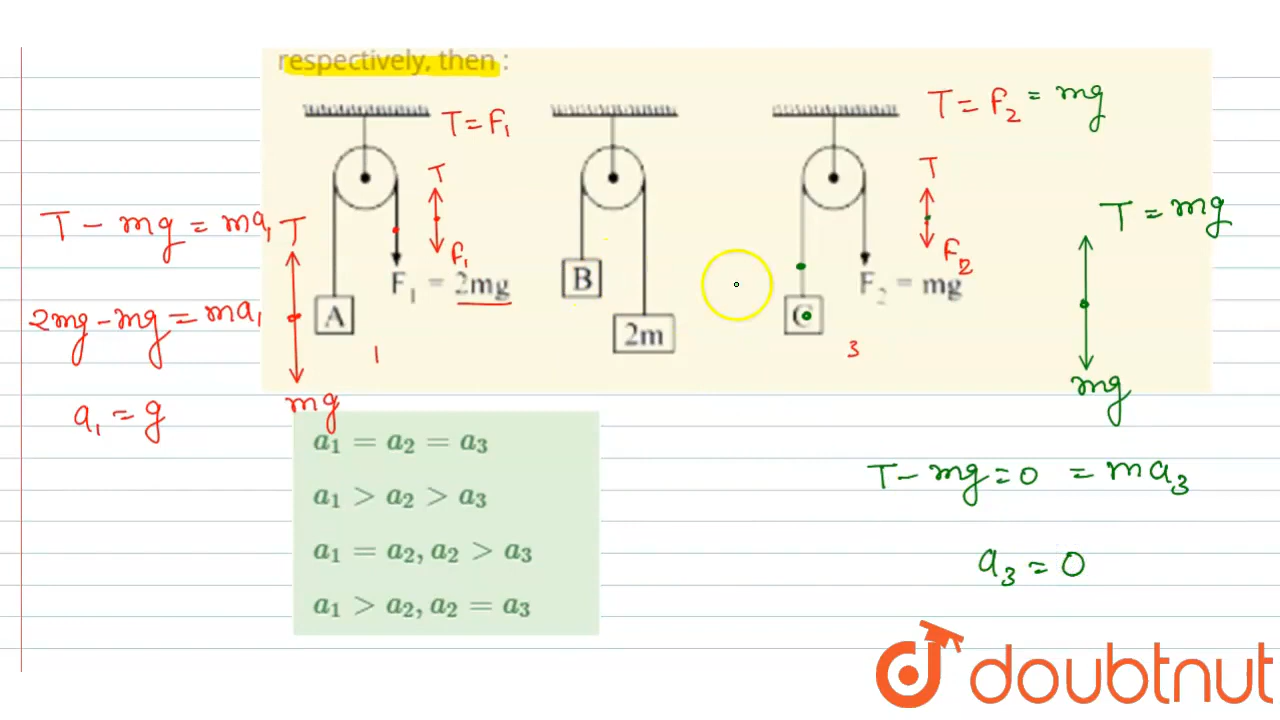 respectively, then :
T = F₁
T = F₂ = mg
T
T
T = mg
T - mg = ma₁
T
F₁
F₂
F₁ = 2mg
B
F₂ = mg
2mg - mg = ma₁
A
2m
C
1
3
mg
mg
a₁ = g
a₁ = a₂ = a₃
T - mg = 0 = ma₃
a₁ > a₂ > a₃
a₁ = a₂, a₂ > a₃
a₃ = 0
a₁ > a₂, a₂ = a₃
doubtnut